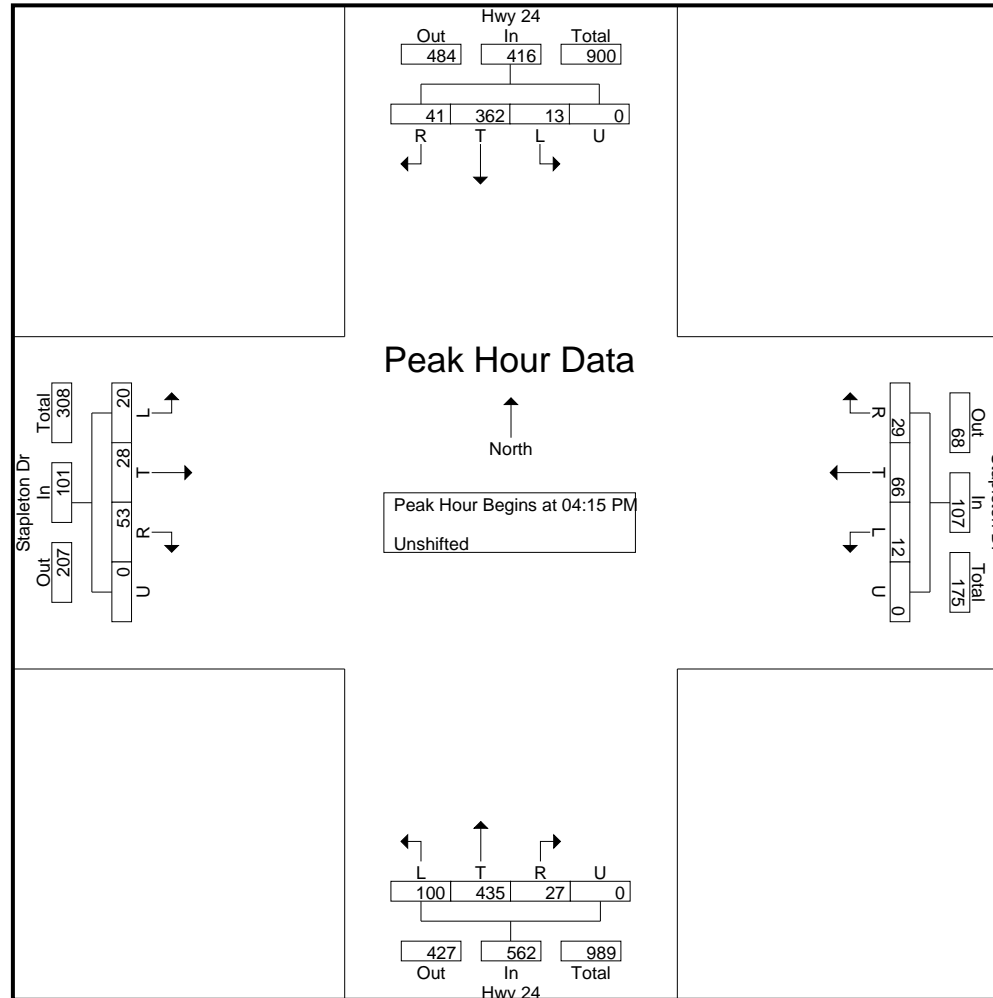 Hwy 24
Out In Total
484 416 900
41 362 13 0
R T L U
Peak Hour Data
North
Peak Hour Begins at 04:15 PM
Unshifted
Stapleton Dr
Total In Out
308 101 207
20 28 53 0
L T R U
Out In Total
68 107 175
29 66 12 0
R T L U
L T R U
100 435 27 0
427 562 989
Out In Total
Hwy 24